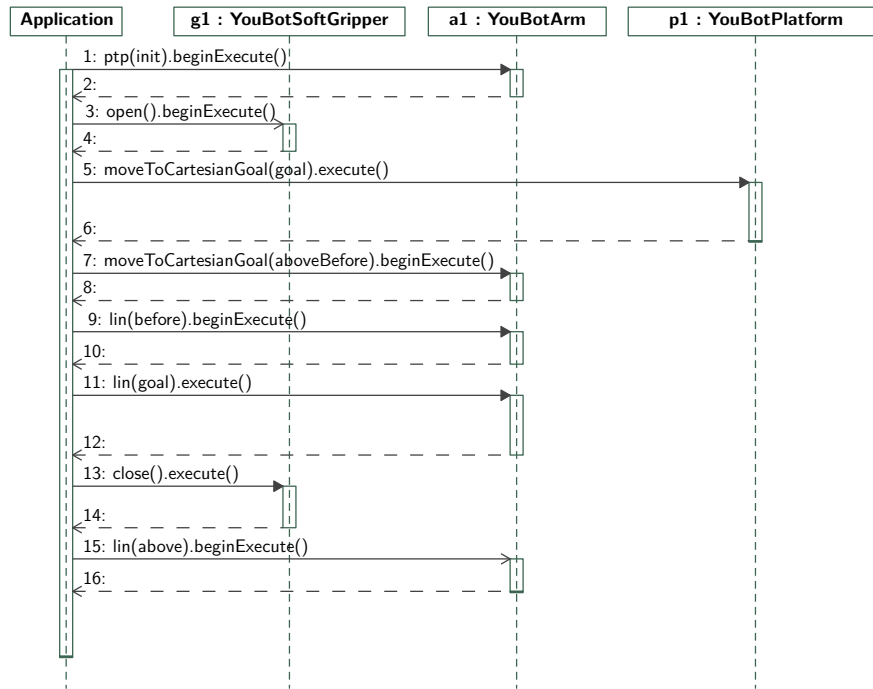 Application
g1 : YouBotSoftGripper
a1 : YouBotArm
p1 : YouBotPlatform
1: ptp(init).beginExecute()
2:
3: open().beginExecute()
4:
5: moveToCartesianGoal(goal).execute()
6:
7: moveToCartesianGoal(aboveBefore).beginExecute()
8:
9: lin(before).beginExecute()
10:
11: lin(goal).execute()
12:
13: close().execute()
14:
15: lin(above).beginExecute()
16: